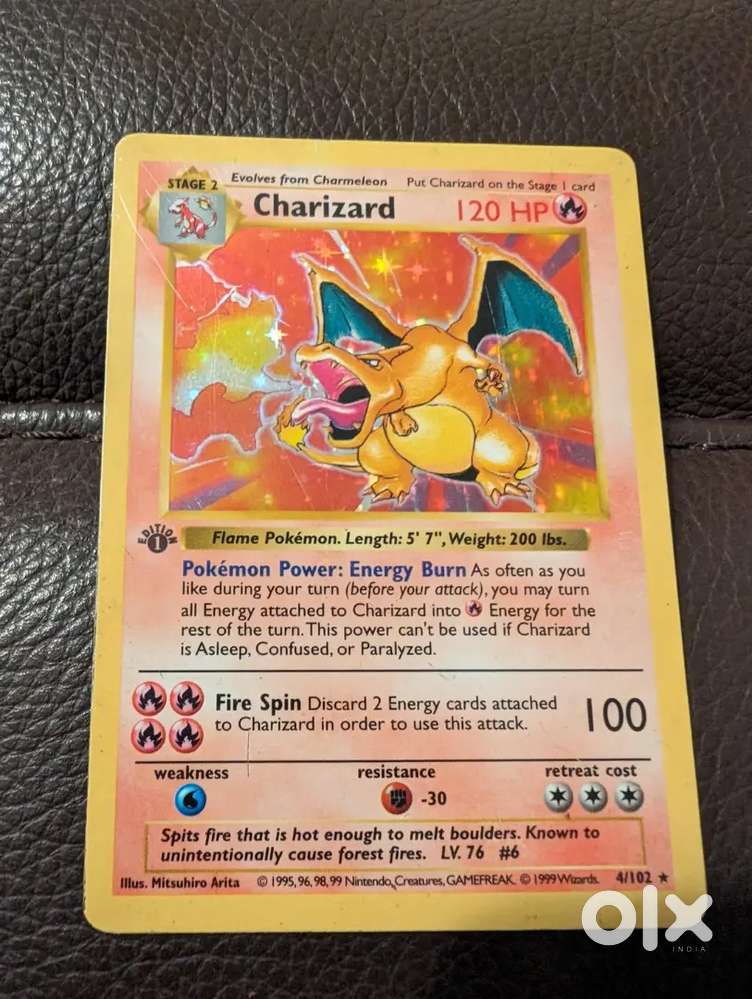 Evolves from Charmeleon Put Charizard on the Stage 1 card
STAGE 2
Charizard 120 HP
EDITION
1
Flame Pokémon. Length: 5' 7", Weight: 200 lbs.
Pokémon Power: Energy Burn As often as you
like during your turn (before your attack), you may turn
all Energy attached to Charizard into Energy for the
rest of the turn. This power can't be used if Charizard
is Asleep, Confused, or Paralyzed.
Fire Spin Discard 2 Energy cards attached
to Charizard in order to use this attack.
100
weakness resistance retreat cost
-30
Spits fire that is hot enough to melt boulders. Known to
unintentionally cause forest fires. LV. 76 #6
Illus. Mitsuhiro Arita © 1995, 96, 98, 99 Nintendo, Creatures, GAMEFREAK. © 1999 Wizards. 4/102 ★
olx
INDIA